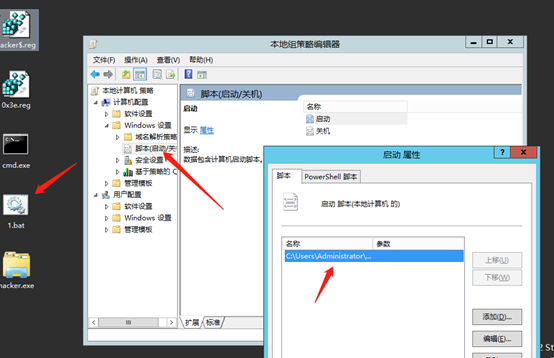 acker$.reg
0x3e.reg
cmd.exe
1.bat
hacker.exe
本地组策略编辑器
文件(F) 操作(A) 查看(V) 帮助(H)
本地计算机 策略
计算机配置
软件设置
Windows 设置
域名解析策略
脚本(启动/关
安全设置
基于策略的 Q
管理模板
用户配置
软件设置
Windows 设置
管理模板
脚本(启动/关机)
启动
显示 属性
描述:
数据包含计算机启动脚本。
名称
启动
关机
扩展 标准
启动 属性
脚本 PowerShell 脚本
启动 脚本(本地计算机 的)
名称 参数
C:\Users\Administrator\...
上移(U)
下移(W)
添加(D)...
编辑(E)...
2 St